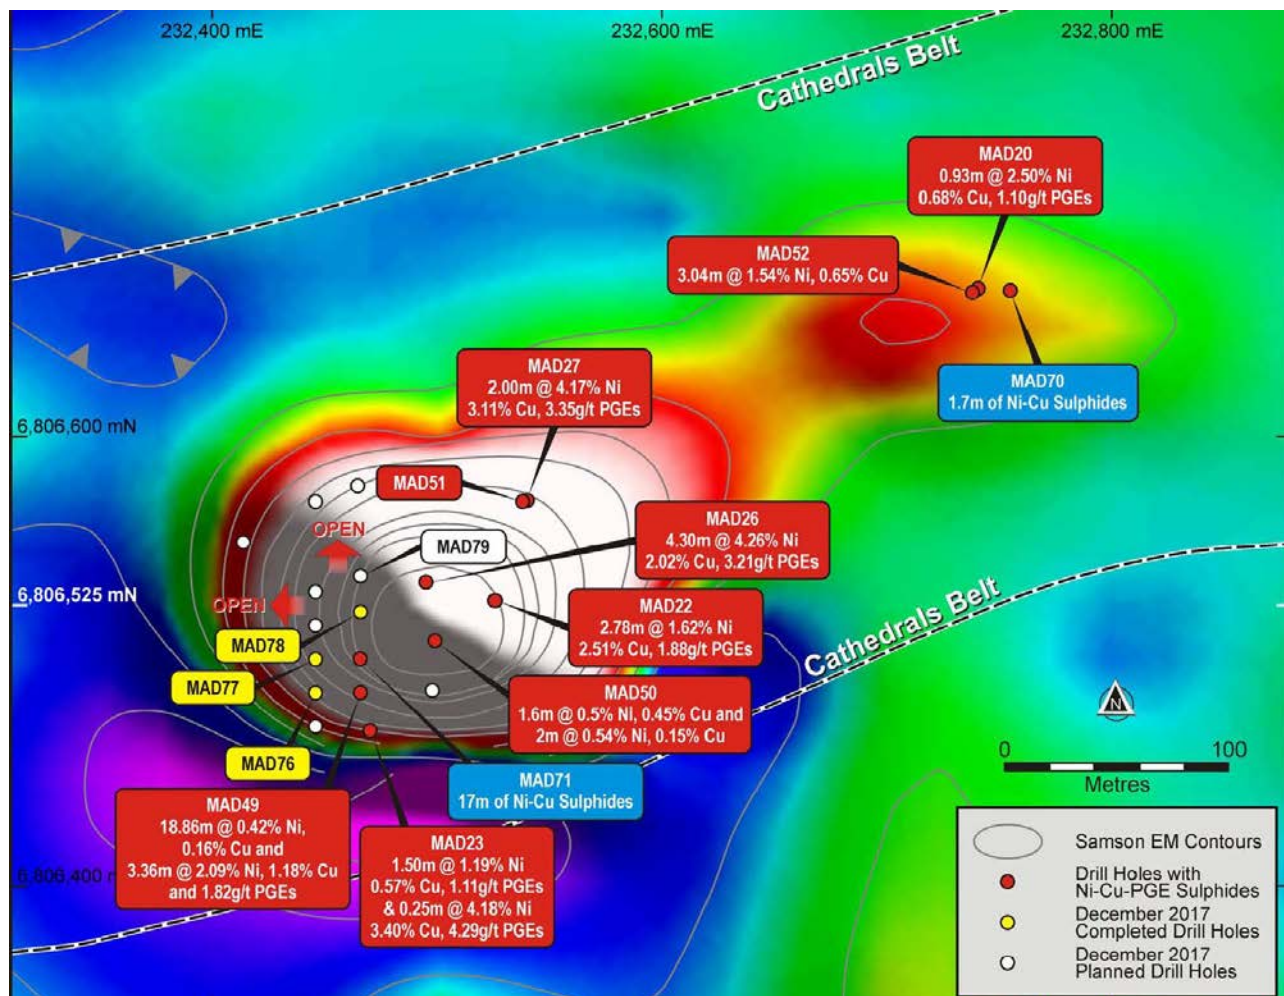 232,400 mE
232,600 mE
232,800 mE
Cathedrals Belt
MAD20
0.93m @ 2.50% Ni
0.68% Cu, 1.10g/t PGEs
MAD52
3.04m @ 1.54% Ni, 0.65% Cu
MAD27
2.00m @ 4.17% Ni
3.11% Cu, 3.35g/t PGEs
MAD70
1.7m of Ni-Cu Sulphides
6,806,600 mN
MAD51
OPEN
MAD79
MAD26
4.30m @ 4.26% Ni
2.02% Cu, 3.21g/t PGEs
6,806,525 mN
OPEN
MAD22
2.78m @ 1.62% Ni
2.51% Cu, 1.88g/t PGEs
Cathedrals Belt
MAD78
MAD77
MAD50
1.6m @ 0.5% Ni, 0.45% Cu and
2m @ 0.54% Ni, 0.15% Cu
MAD76
MAD71
17m of Ni-Cu Sulphides
N
0
100
Metres
MAD49
18.86m @ 0.42% Ni,
0.16% Cu and
3.36m @ 2.09% Ni, 1.18% Cu
and 1.82g/t PGEs
MAD23
1.50m @ 1.19% Ni
0.57% Cu, 1.11g/t PGEs
& 0.25m @ 4.18% Ni
3.40% Cu, 4.29g/t PGEs
6,806,400
Samson EM Contours
Drill Holes with
Ni-Cu-PGE Sulphides
December 2017
Completed Drill Holes
December 2017
Planned Drill Holes